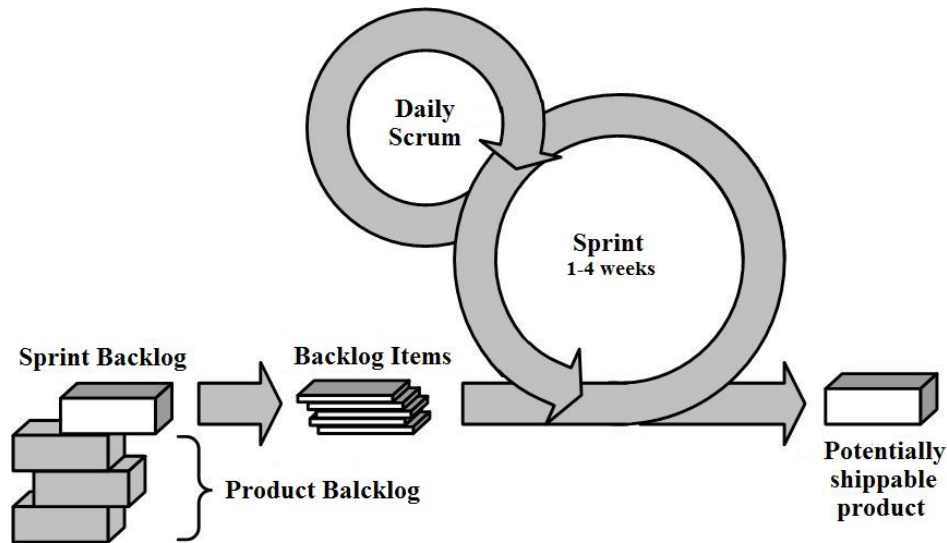 Daily
Scrum
Sprint
1-4 weeks
Sprint Backlog
Backlog Items
Product Balcklog
Potentially
shippable
product